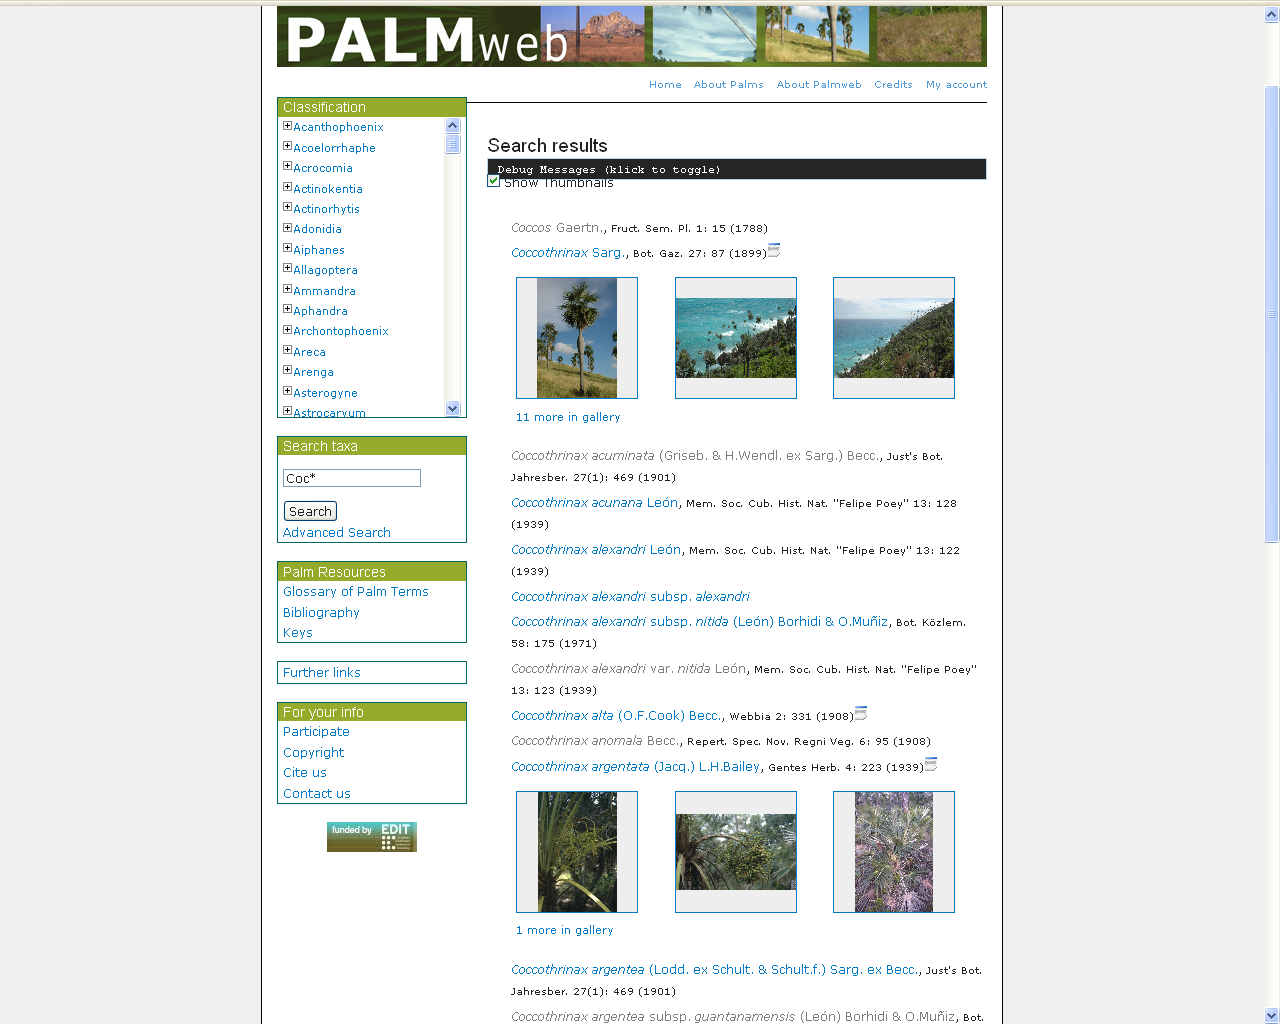 PALMweb
Home About Palms About Palmweb Credits My account
Classification
Acanthophoenix
Acoelorrhaphe
Acrocomia
Actinokentia
Actinorhytis
Adonidia
Aiphanes
Allagoptera
Ammandra
Aphandra
Archontophoenix
Areca
Arenga
Asterogyne
Astrocaryum
Search taxa
Coc*
Search
Advanced Search
Palm Resources
Glossary of Palm Terms
Bibliography
Keys
Further links
For your info
Participate
Copyright
Cite us
Contact us
funded by EDIT
Search results
Debug Messages (klick to toggle)
Show Thumbnails
Coccos Gaertn., Fruct. Sem. Pl. 1: 15 (1788)
Coccothrinax Sarg., Bot. Gaz. 27: 87 (1899)
11 more in gallery
Coccothrinax acuminata (Griseb. & H.Wendl. ex Sarg.) Becc., Just's Bot.
Jahresber. 27(1): 469 (1901)
Coccothrinax acunana León, Mem. Soc. Cub. Hist. Nat. "Felipe Poey" 13: 128
(1939)
Coccothrinax alexandri León, Mem. Soc. Cub. Hist. Nat. "Felipe Poey" 13: 122
(1939)
Coccothrinax alexandri subsp. alexandri
Coccothrinax alexandri subsp. nitida (León) Borhidi & O.Muñiz, Bot. Közlem.
58: 175 (1971)
Coccothrinax alexandri var. nitida León, Mem. Soc. Cub. Hist. Nat. "Felipe Poey"
13: 123 (1939)
Coccothrinax alta (O.F.Cook) Becc., Webbia 2: 331 (1908)
Coccothrinax anomala Becc., Repert. Spec. Nov. Regni Veg. 6: 95 (1908)
Coccothrinax argentata (Jacq.) L.H.Bailey, Gentes Herb. 4: 223 (1939)
1 more in gallery
Coccothrinax argentea (Lodd. ex Schult. & Schult.f.) Sarg. ex Becc., Just's Bot.
Jahresber. 27(1): 469 (1901)
Coccothrinax argentea subsp. guantanamensis (León) Borhidi & O.Muñiz, Bot.